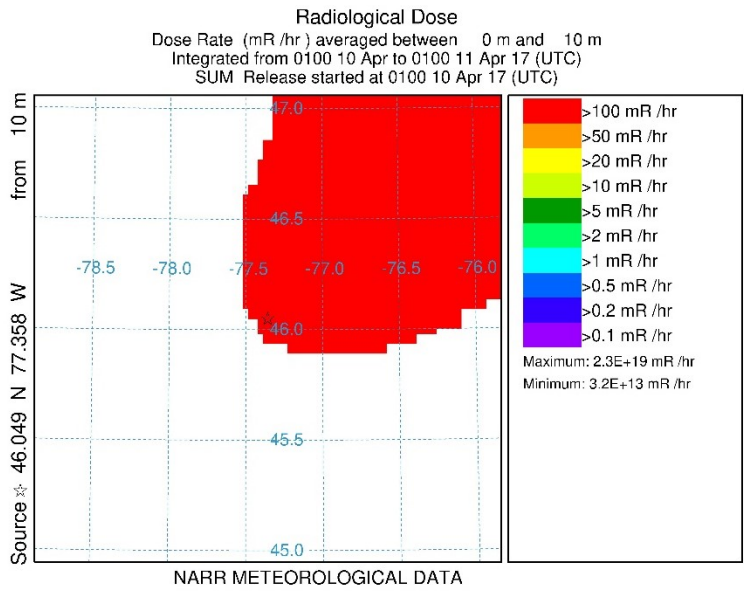 Radiological Dose
Dose Rate (mR /hr ) averaged between 0 m and 10 m
Integrated from 0100 10 Apr to 0100 11 Apr 17 (UTC)
SUM Release started at 0100 10 Apr 17 (UTC)
Source ☆ 46.049 N 77.358 W from 10 m
47.0
46.5
-78.5 -78.0 -77.5 -77.0 -76.5 -76.0
46.0
45.5
45.0
>100 mR /hr
>50 mR /hr
>20 mR /hr
>10 mR /hr
>5 mR /hr
>2 mR /hr
>1 mR /hr
>0.5 mR /hr
>0.2 mR /hr
>0.1 mR /hr
Maximum: 2.3E+19 mR /hr
Minimum: 3.2E+13 mR /hr
NARR METEOROLOGICAL DATA